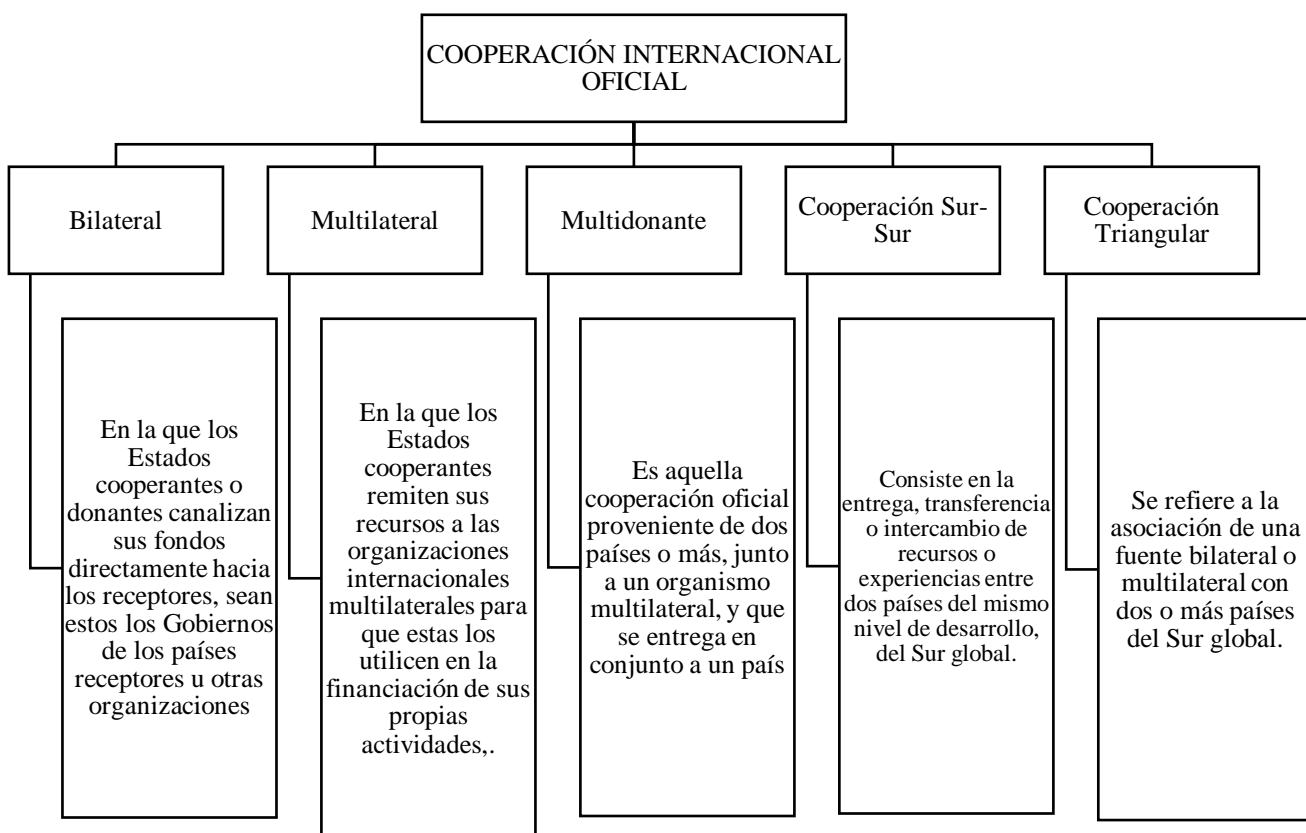 COOPERACIÓN INTERNACIONAL
OFICIAL
Bilateral
Multilateral
Multidonante
Cooperación Sur-
Sur
Cooperación
Triangular
En la que los
Estados
cooperantes o
donantes canalizan
sus fondos
directamente hacia
los receptores, sean
estos los Gobiernos
de los países
receptores u otras
organizaciones
En la que los
Estados
cooperantes
remiten sus
recursos a las
organizaciones
internacionales
multilaterales para
que estas los
utilicen en la
financiación de sus
propias
actividades,.
Es aquella
cooperación oficial
proveniente de dos
países o más, junto
a un organismo
multilateral, y que
se entrega en
conjunto a un país
Consiste en la
entrega, transferencia
o intercambio de
recursos o
experiencias entre
dos países del mismo
nivel de desarrollo,
del Sur global.
Se refiere a la
asociación de una
fuente bilateral o
multilateral con
dos o más países
del Sur global.